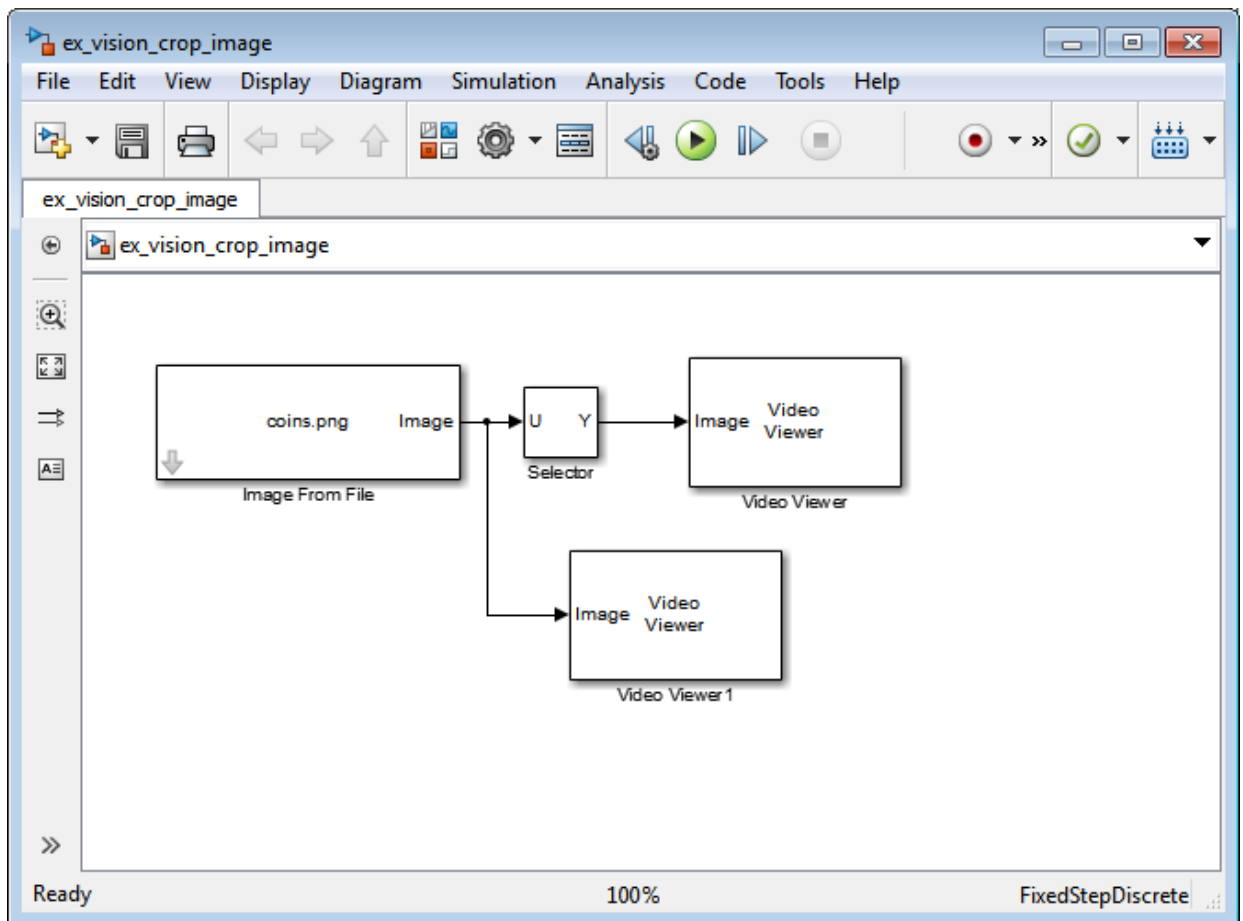 ex_vision_crop_image
File Edit View Display Diagram Simulation Analysis Code Tools Help
ex_vision_crop_image
ex_vision_crop_image
coins.png Image
Image From File
U Y
Selector
Image Video
Viewer
Video Viewer
Image Video
Viewer
Video Viewer1
Ready 100% FixedStepDiscrete